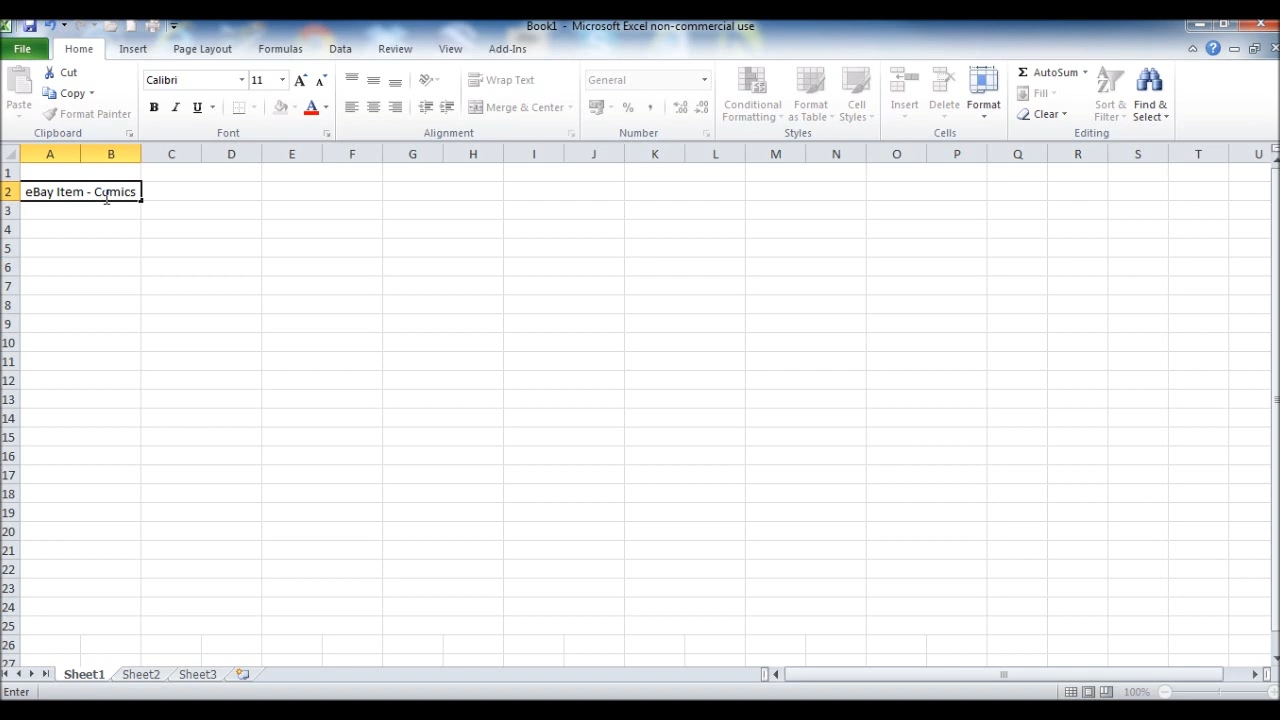 Book1 - Microsoft Excel non-commercial use
File Home Insert Page Layout Formulas Data Review View Add-Ins
Paste
Cut
Copy
Format Painter
Clipboard
Calibri 11
B I U
Font
Wrap Text
Merge & Center
Alignment
General
Number
Conditional Formatting
Format as Table
Cell Styles
Styles
Insert
Delete
Format
Cells
AutoSum
Fill
Clear
Sort & Filter
Find & Select
Editing
A B C D E F G H I J K L M N O P Q R S T U
1
2 eBay Item - Comics
3
4
5
6
7
8
9
10
11
12
13
14
15
16
17
18
19
20
21
22
23
24
25
26
27
Sheet1 Sheet2 Sheet3
Enter 100%